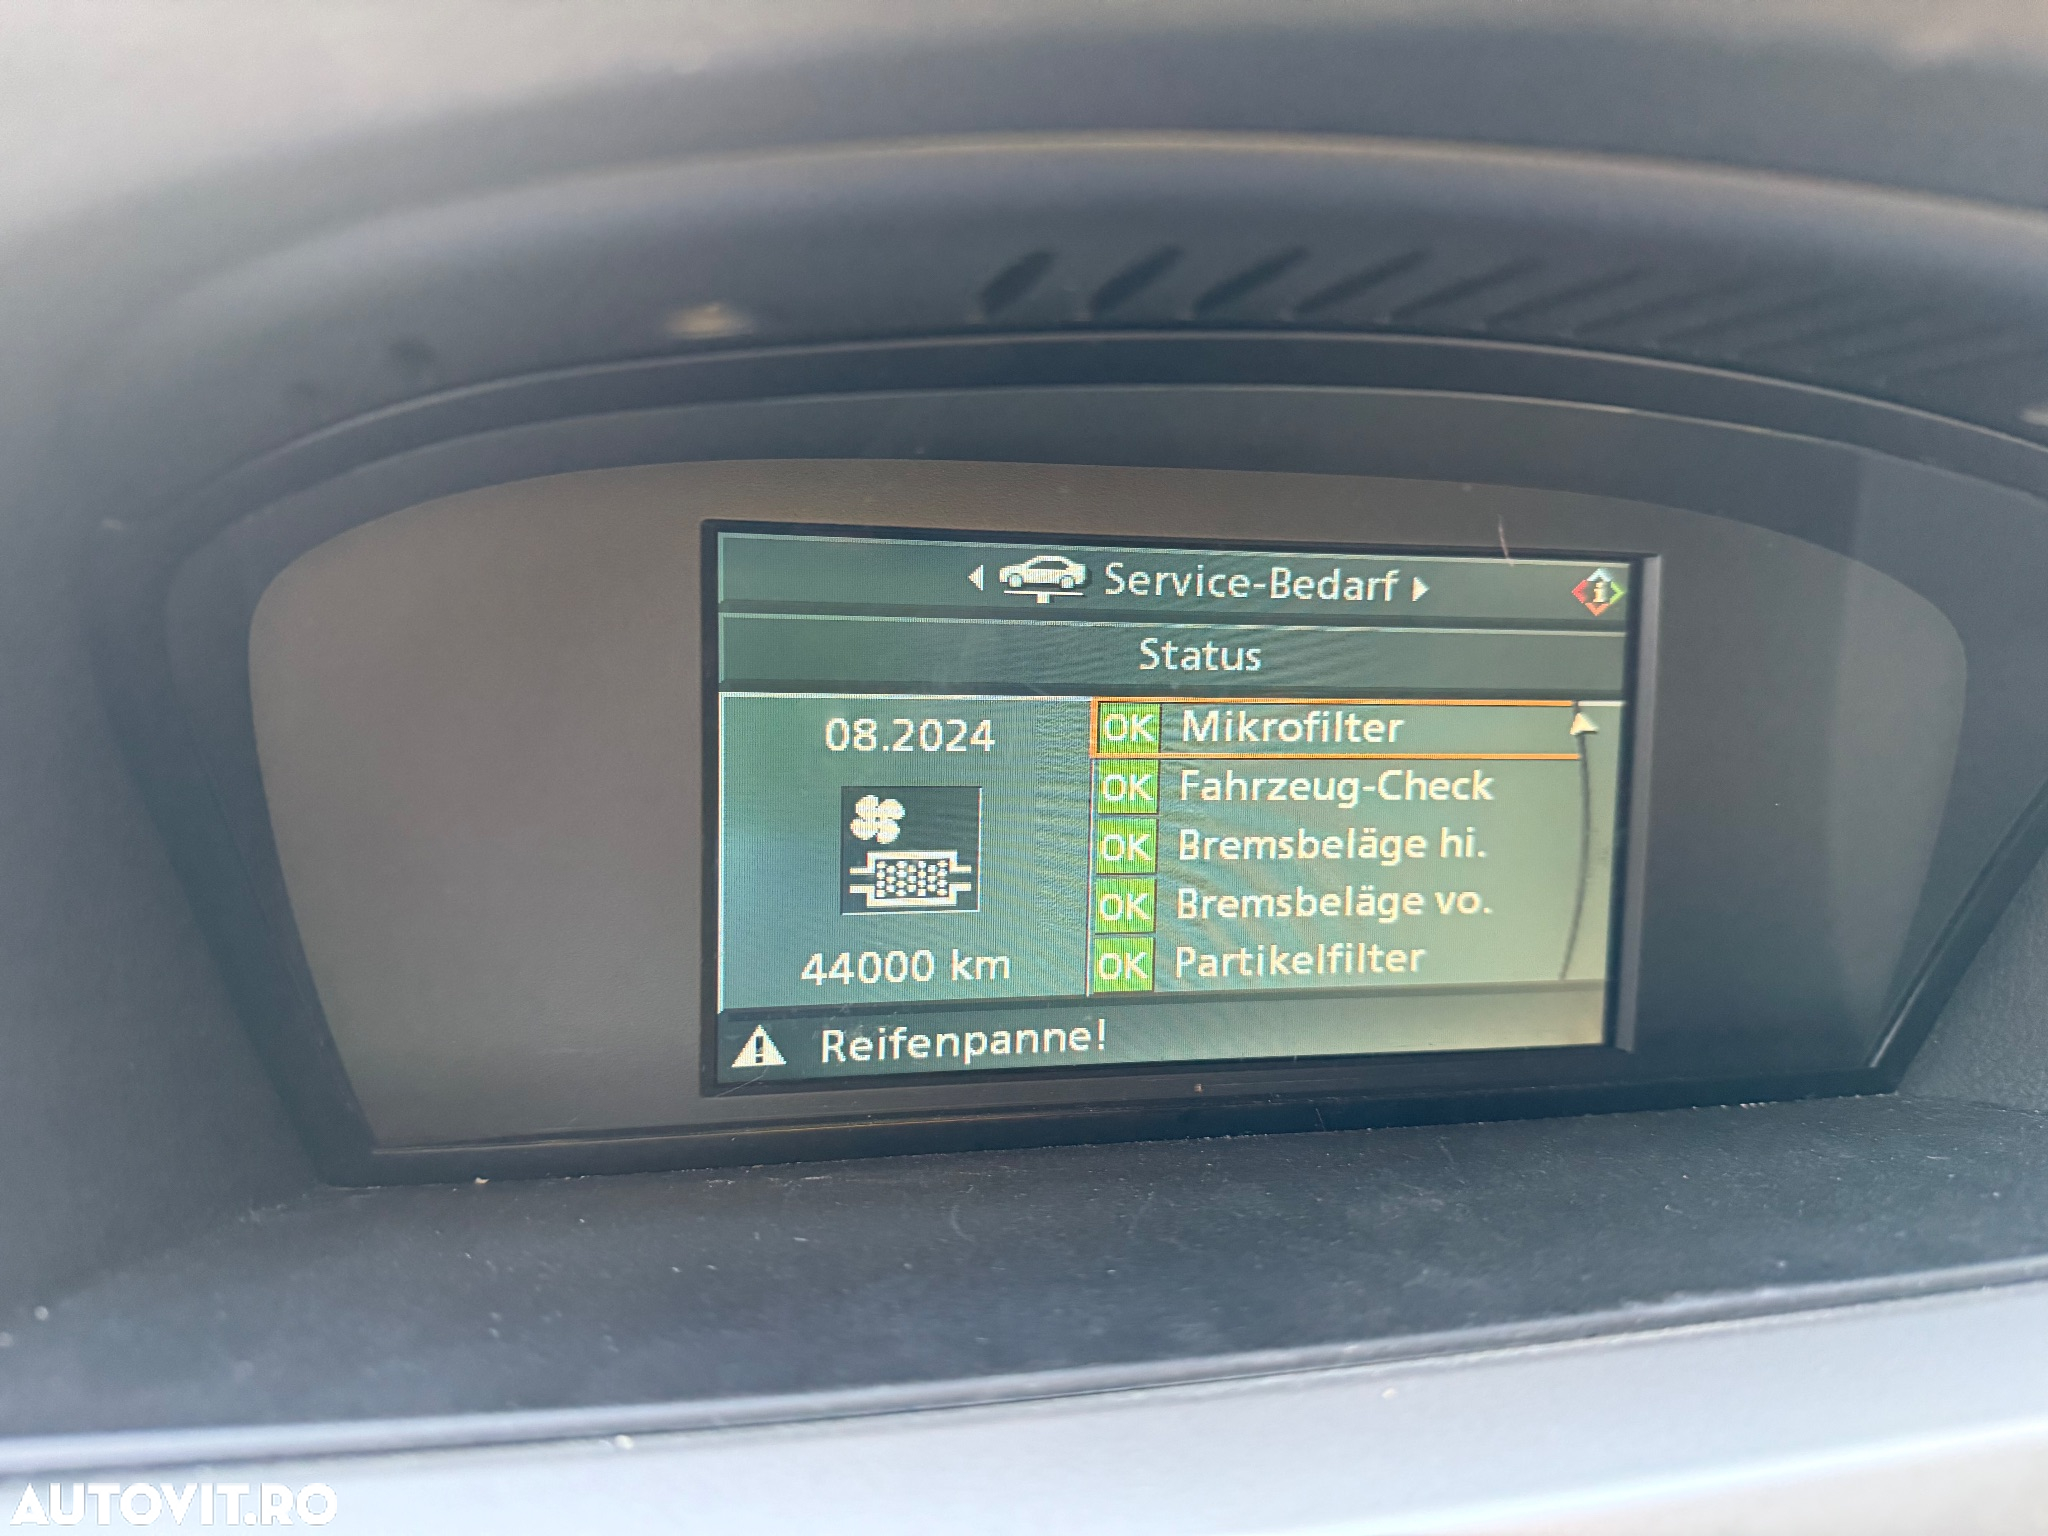 Service-Bedarf
Status
08.2024
44000 km
OK Mikrofilter
OK Fahrzeug-Check
OK Bremsbeläge hi.
OK Bremsbeläge vo.
OK Partikelfilter
Reifenpanne!
AUTOVIT.RO